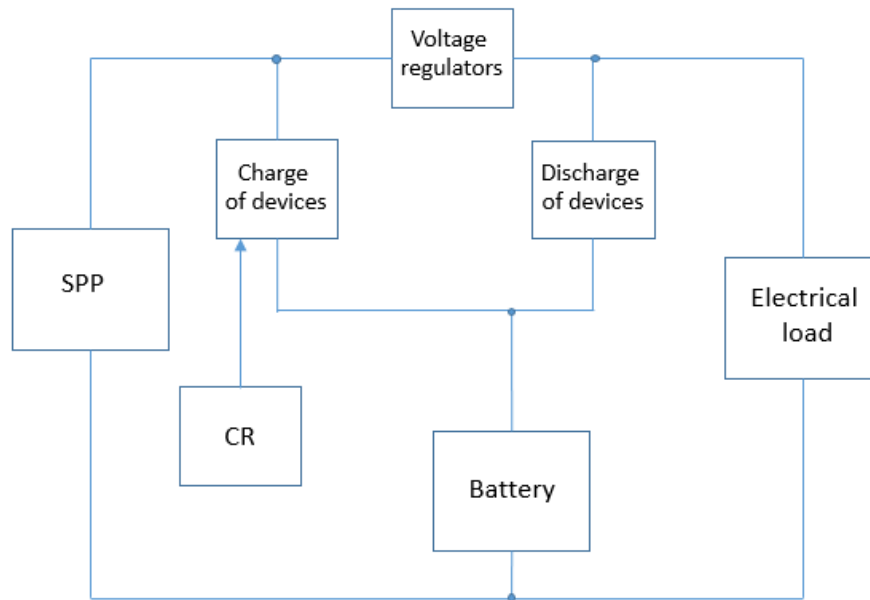 Voltage
regulators
Charge
of devices
Discharge
of devices
SPP
Electrical
load
CR
Battery